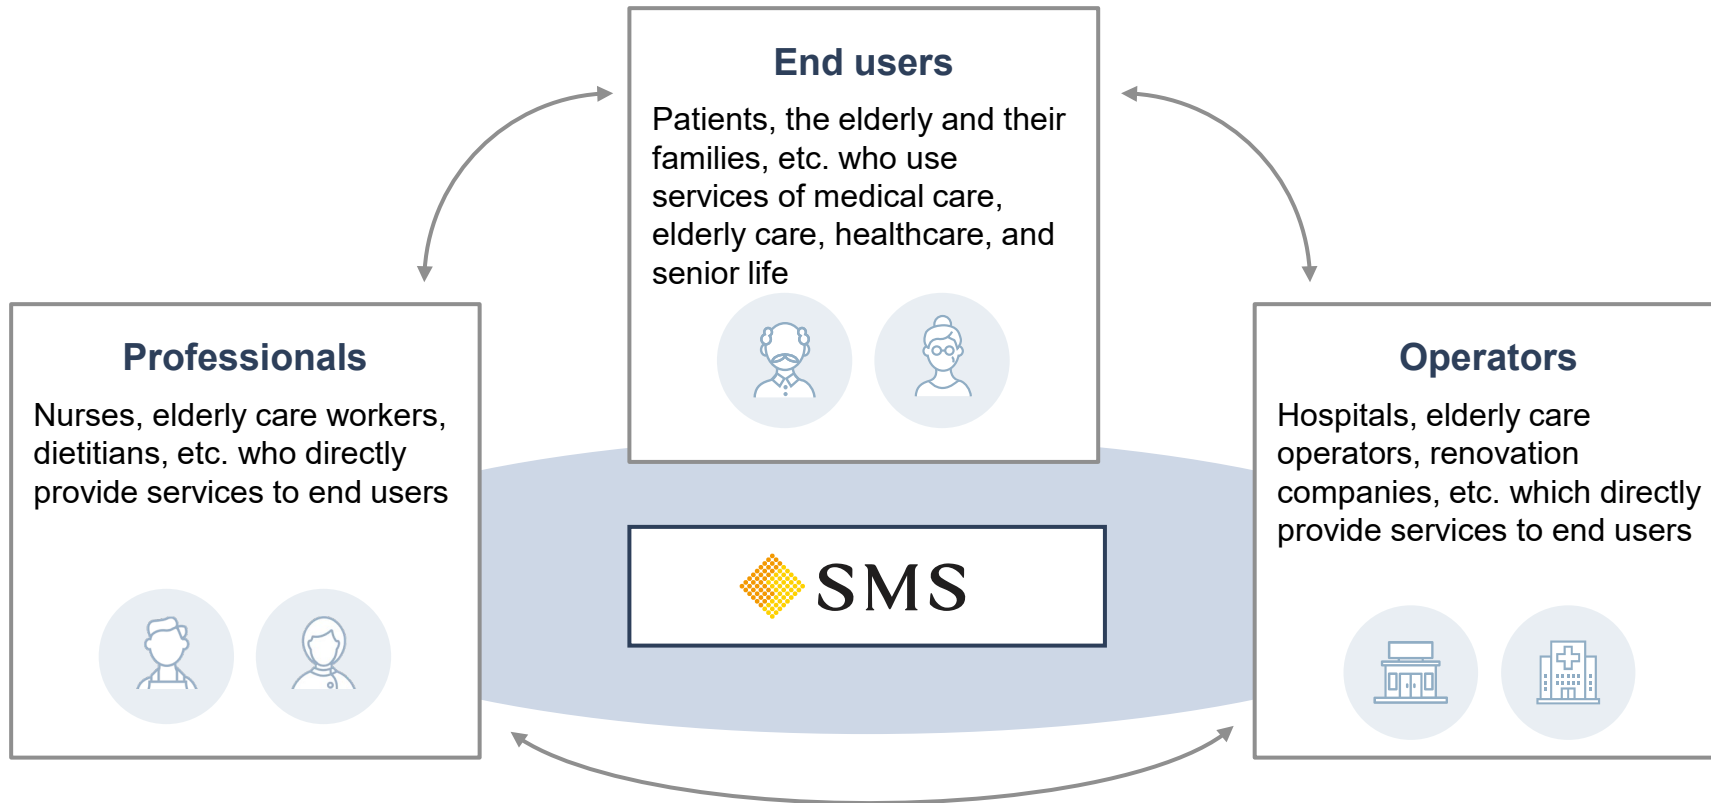 End users
Patients, the elderly and their
families, etc. who use
services of medical care,
elderly care, healthcare, and
senior life
Professionals
Nurses, elderly care workers,
dietitians, etc. who directly
provide services to end users
Operators
Hospitals, elderly care
operators, renovation
companies, etc. which directly
provide services to end users
SMS